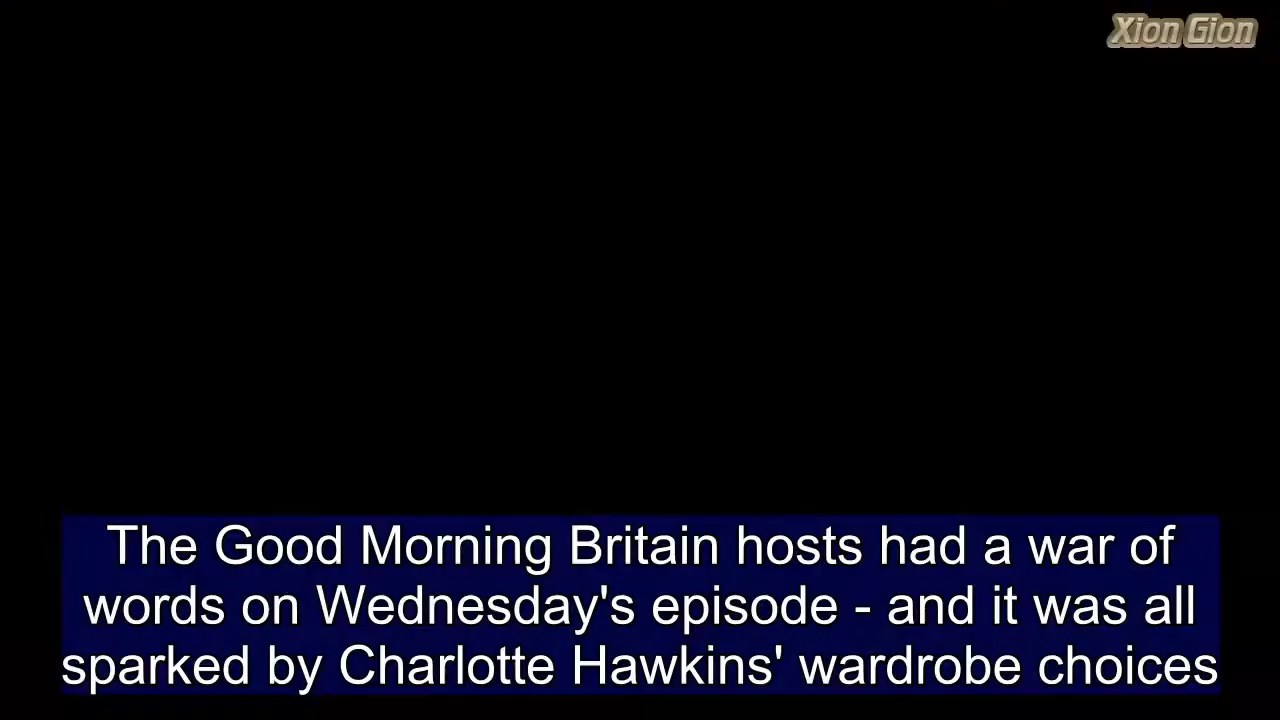 Xion Gion
The Good Morning Britain hosts had a war of
words on Wednesday's episode - and it was all
sparked by Charlotte Hawkins' wardrobe choices